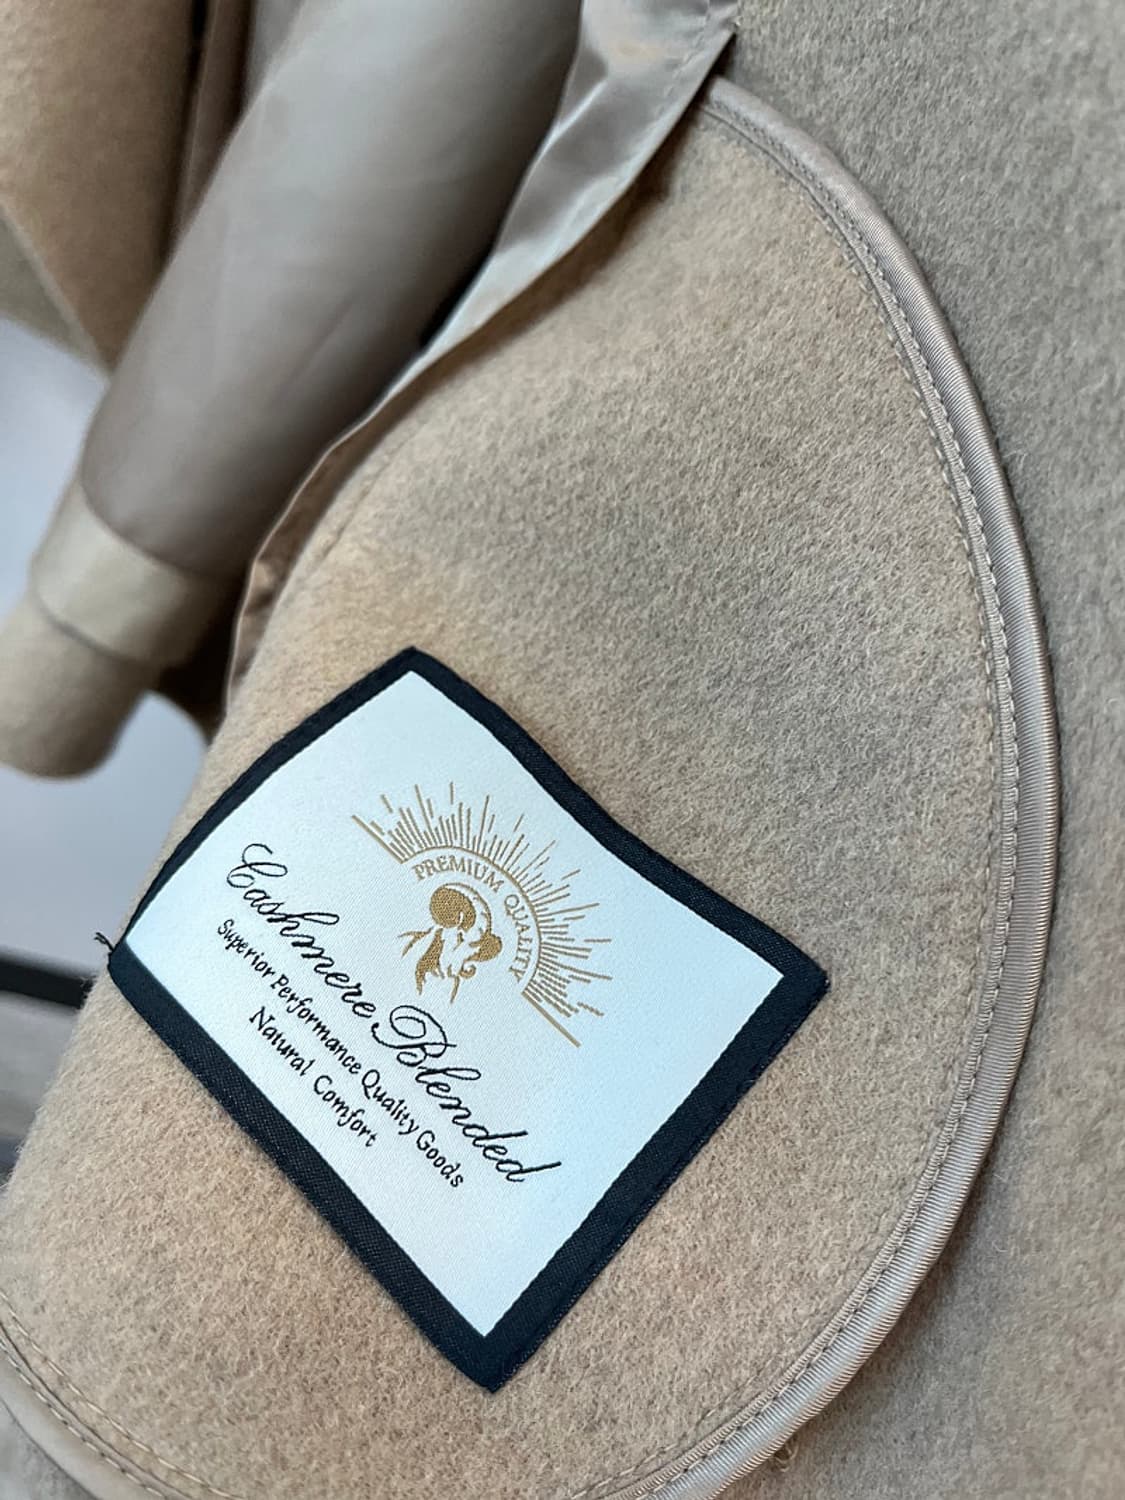 PREMIUM QUALITY
Cashmere Blended
Superior Performance Quality Goods
Natural Comfort